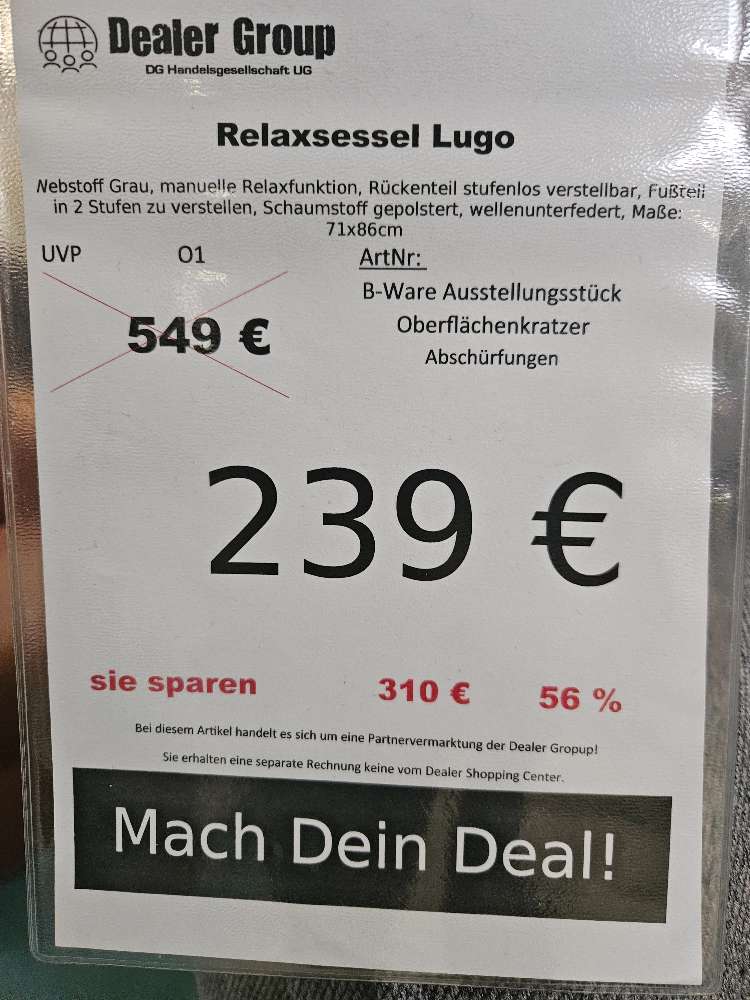 Dealer Group
DG Handelsgesellschaft UG
Relaxsessel Lugo
Nebstoff Grau, manuelle Relaxfunktion, Rückenteil stufenlos verstellbar, Fußteil
in 2 Stufen zu verstellen, Schaumstoff gepolstert, wellenunterfedert, Maße:
71x86cm
UVP O1 ArtNr:
B-Ware Ausstellungsstück
549 € Oberflächenkratzer
Abschürfungen
239 €
sie sparen 310 € 56 %
Bei diesem Artikel handelt es sich um eine Partnervermarktung der Dealer Gropup!
Sie erhalten eine separate Rechnung keine vom Dealer Shopping Center.
Mach Dein Deal!